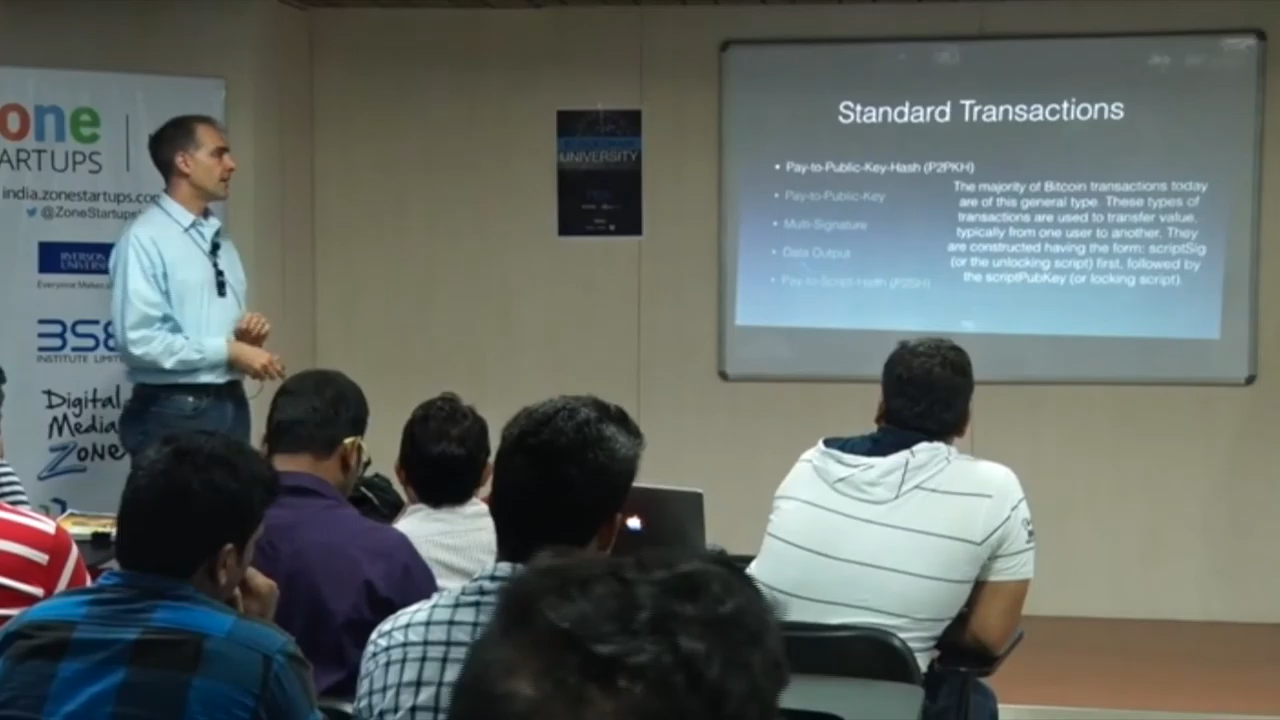 one
ARTUPS
india.zonestartups.com
@ZoneStartups
RYERSON
UNIVERSITY
Everyone Makes
BSE
INSTITUTE LIMIT
Digital
Media
ZONE
UNIVERSITY
Standard Transactions
• Pay-to-Public-Key-Hash (P2PKH)
• Pay-to-Public-Key
• Multi-Signature
• Data Output
• Pay-to-Script-Hash (P2SH)
The majority of Bitcoin transactions today
are of this general type. These types of
transactions are used to transfer value,
typically from one user to another. They
are constructed having the form: scriptSig
(or the unlocking script) first, followed by
the scriptPubKey (or locking script).